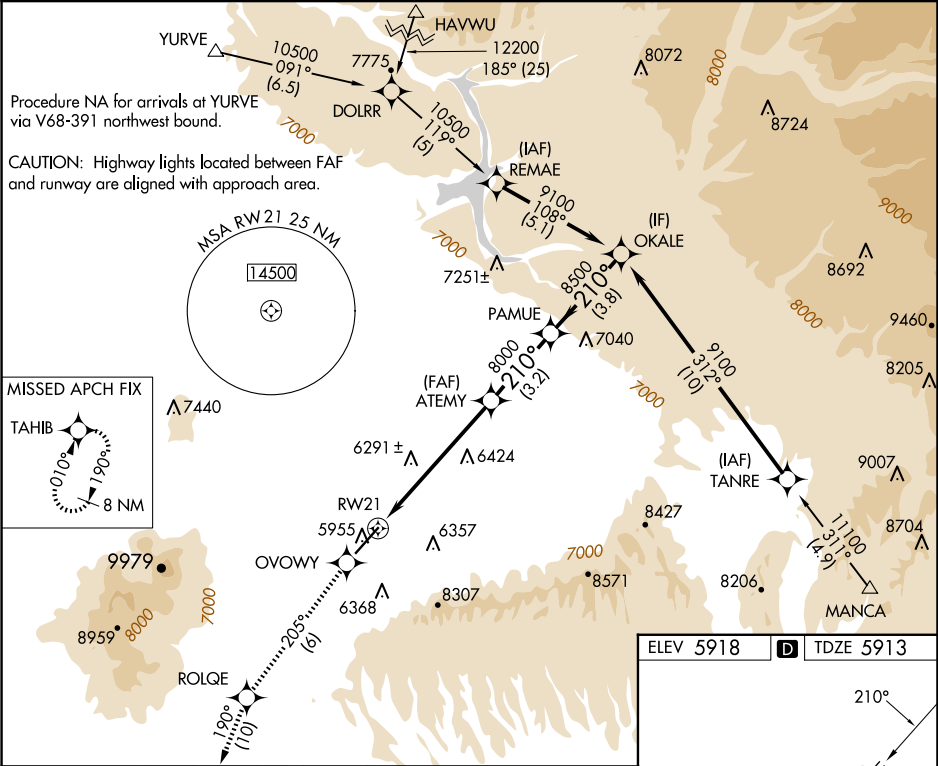 HAVWU
YURVE
10500
091°
(6.5)
7775
12200
185° (25)
8072
8000
8724
DOLRR
Procedure NA for arrivals at YURVE
via V68-391 northwest bound.
7000
10500
119°
(5)
CAUTION: Highway lights located between FAF
and runway are aligned with approach area.
(IAF)
REMAE
9100
108°
(5.1)
(IF)
OKALE
9000
MSA RW 21 25 NM
14500
7000
7251±
8692
8500
210°
(3.8)
8000
9460
PAMUE
7040
8000
210°
(3.2)
9100
312°
(10)
8205
7000
(FAF)
ATEMY
MISSED APCH FIX
TAHIB
010°
190°
8 NM
7440
6291 ±
6424
(IAF)
TANRE
9007
RW21
5955
6357
8427
8704
11100
311°
(4.9)
OVOWY
9979
7000
8571
8206
6368
8307
MANCA
8959
8000
7000
205°
(6)
ROLQE
190°
(10)
ELEV 5918
D
TDZE 5913
210°